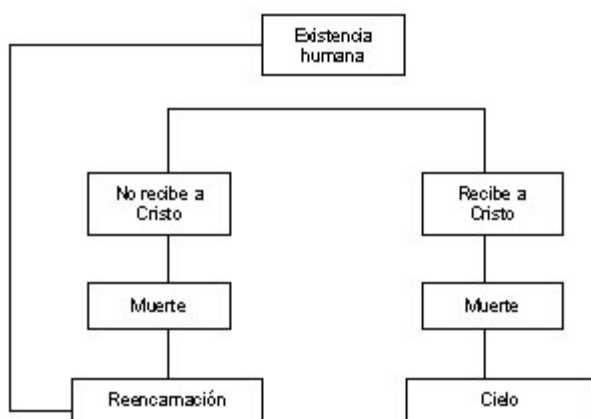 Existencia
humana
No recibe a
Cristo
Recibe a
Cristo
Muerte
Muerte
Reencarnación
Cielo